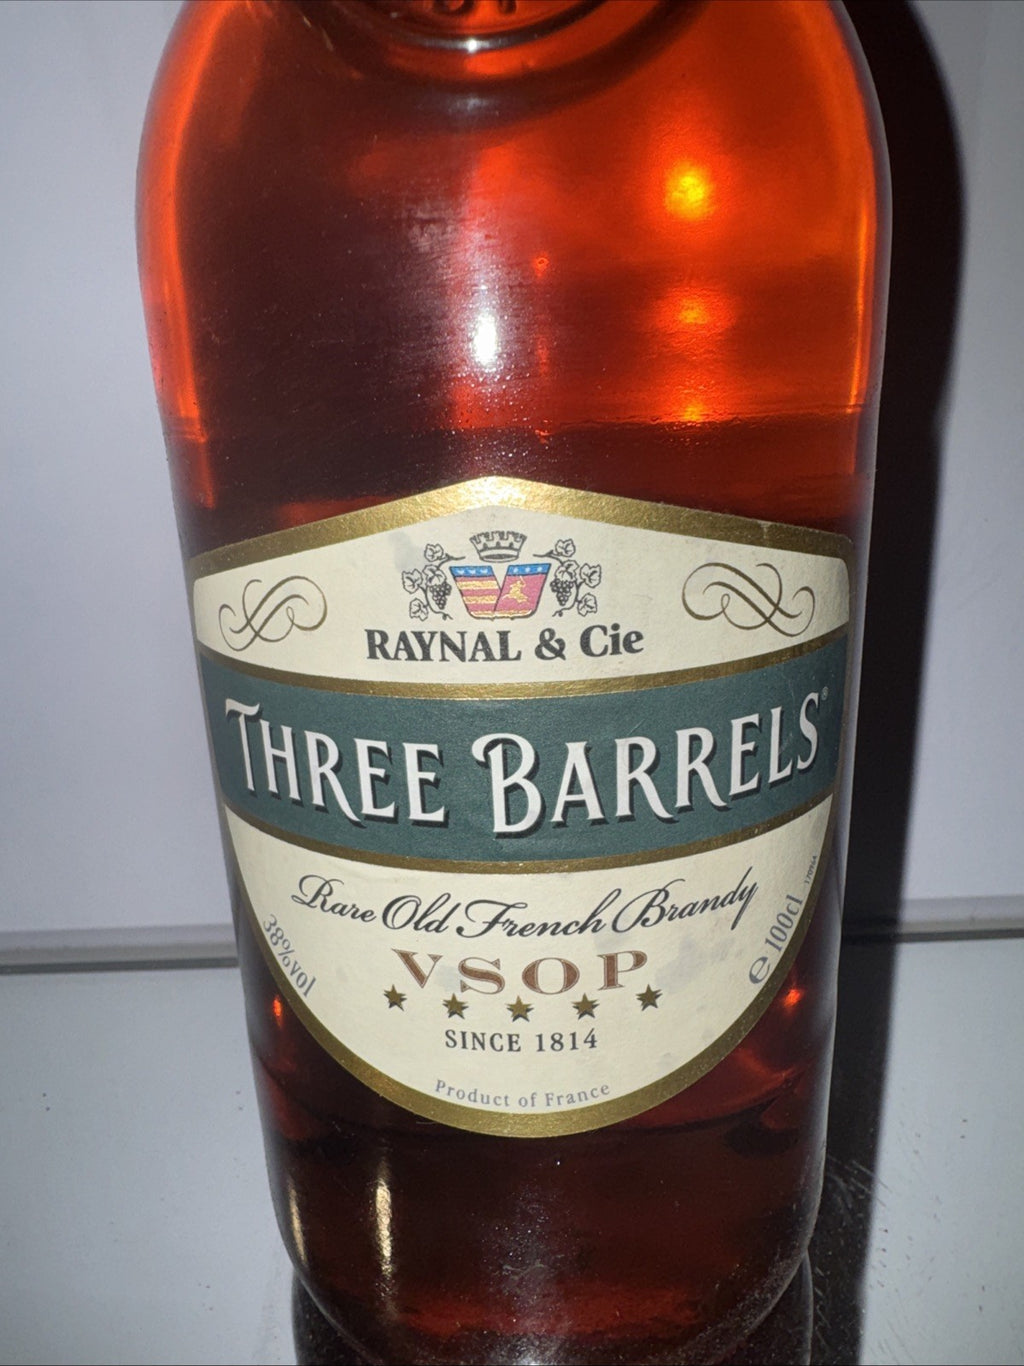 RAYNAL & Cie
THREE BARRELS®
Rare Old French Brandy
VSOP
38%vol
e 100cl
SINCE 1814
Product of France